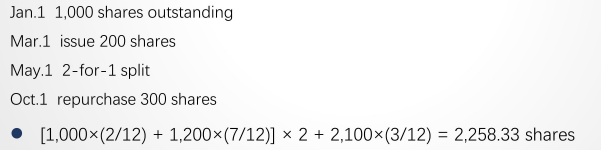 Jan.1 1,000 shares outstanding
Mar.1 issue 200 shares
May.1 2-for-1 split
Oct.1 repurchase 300 shares
● [1,000×(2/12) + 1,200×(7/12)] × 2 + 2,100×(3/12) = 2,258.33 shares